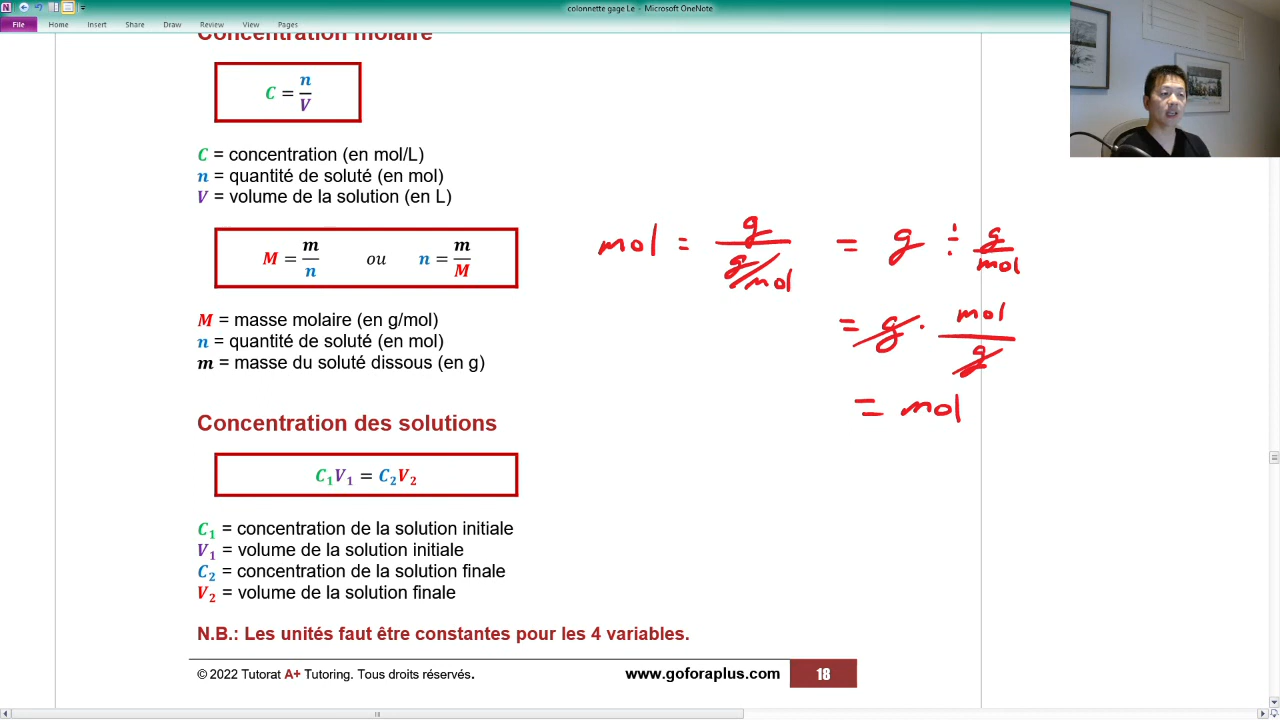 colonnette gage Le - Microsoft OneNote
File Home Insert Share Draw Review View Pages
Concentration molaire
C = n/V
C = concentration (en mol/L)
n = quantité de soluté (en mol)
V = volume de la solution (en L)
M = m/n ou n = m/M
M = masse molaire (en g/mol)
n = quantité de soluté (en mol)
m = masse du soluté dissous (en g)
mol = g/(g/mol) = g ÷ g/mol
= g · mol/g
= mol
Concentration des solutions
C₁V₁ = C₂V₂
C₁ = concentration de la solution initiale
V₁ = volume de la solution initiale
C₂ = concentration de la solution finale
V₂ = volume de la solution finale
N.B.: Les unités faut être constantes pour les 4 variables.
© 2022 Tutorat A+ Tutoring. Tous droits réservés. www.goforaplus.com 18